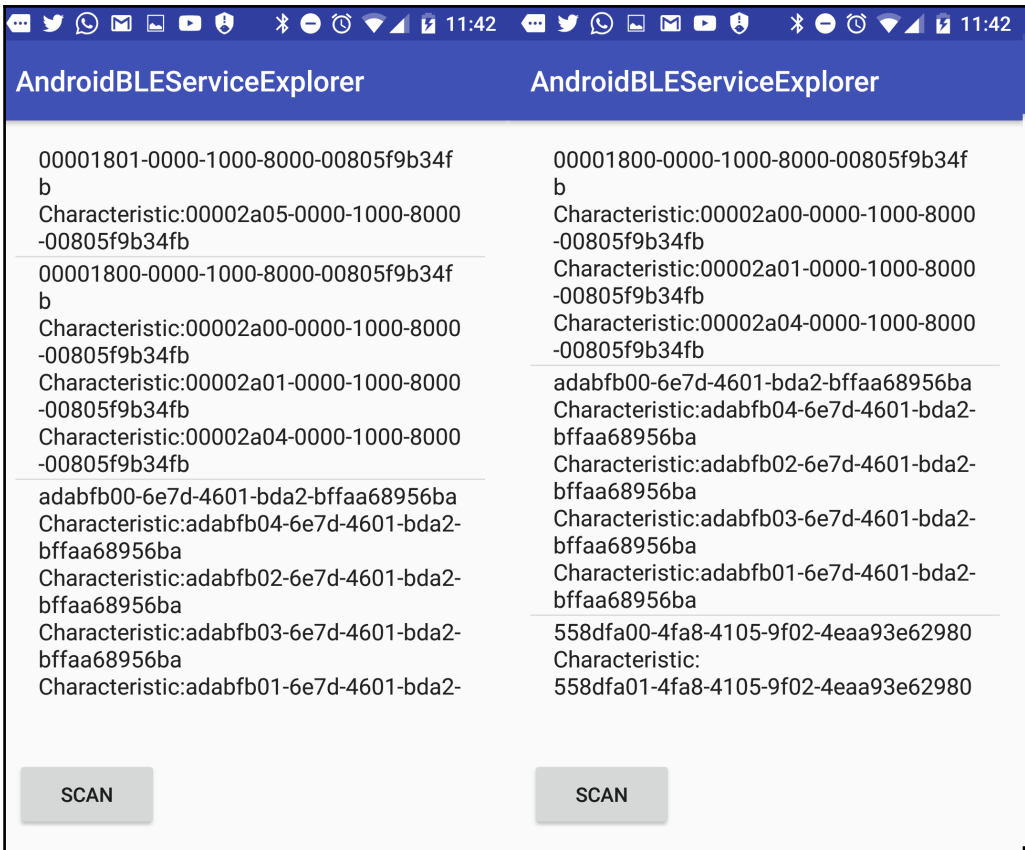 11:42
AndroidBLEServiceExplorer
00001801-0000-1000-8000-00805f9b34f
b
Characteristic:00002a05-0000-1000-8000
-00805f9b34fb
00001800-0000-1000-8000-00805f9b34f
b
Characteristic:00002a00-0000-1000-8000
-00805f9b34fb
Characteristic:00002a01-0000-1000-8000
-00805f9b34fb
Characteristic:00002a04-0000-1000-8000
-00805f9b34fb
adabfb00-6e7d-4601-bda2-bffaa68956ba
Characteristic:adabfb04-6e7d-4601-bda2-
bffaa68956ba
Characteristic:adabfb02-6e7d-4601-bda2-
bffaa68956ba
Characteristic:adabfb03-6e7d-4601-bda2-
bffaa68956ba
Characteristic:adabfb01-6e7d-4601-bda2-
SCAN
11:42
AndroidBLEServiceExplorer
00001800-0000-1000-8000-00805f9b34f
b
Characteristic:00002a00-0000-1000-8000
-00805f9b34fb
Characteristic:00002a01-0000-1000-8000
-00805f9b34fb
Characteristic:00002a04-0000-1000-8000
-00805f9b34fb
adabfb00-6e7d-4601-bda2-bffaa68956ba
Characteristic:adabfb04-6e7d-4601-bda2-
bffaa68956ba
Characteristic:adabfb02-6e7d-4601-bda2-
bffaa68956ba
Characteristic:adabfb03-6e7d-4601-bda2-
bffaa68956ba
Characteristic:adabfb01-6e7d-4601-bda2-
bffaa68956ba
558dfa00-4fa8-4105-9f02-4eaa93e62980
Characteristic:
558dfa01-4fa8-4105-9f02-4eaa93e62980
SCAN